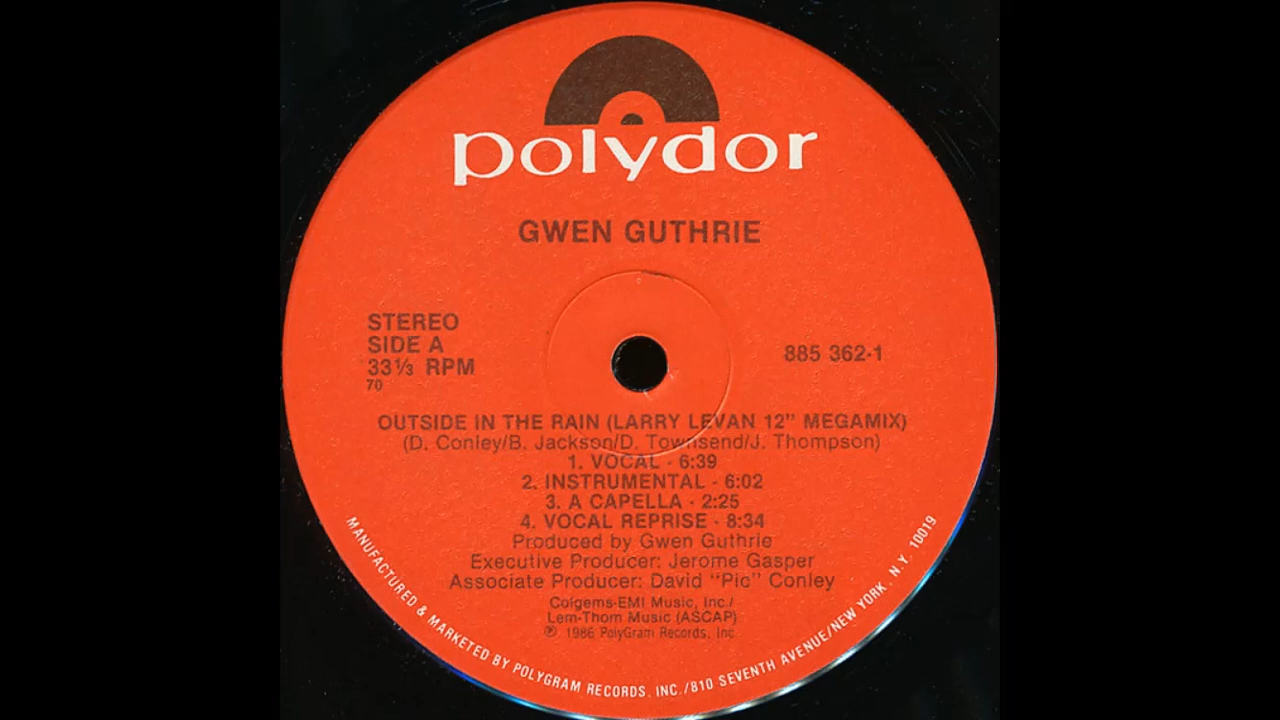 polydor
GWEN GUTHRIE
STEREO
SIDE A
33⅓ RPM
70
885 362-1
OUTSIDE IN THE RAIN (LARRY LEVAN 12" MEGAMIX)
(D. Conley/B. Jackson/D. Townsend/J. Thompson)
1. VOCAL · 6:39
2. INSTRUMENTAL · 6:02
3. A CAPELLA · 2:25
4. VOCAL REPRISE · 8:34
Produced by Gwen Guthrie
Executive Producer: Jerome Gasper
Associate Producer: David "Pic" Conley
Colgems-EMI Music, Inc./
Lem-Thom Music (ASCAP)
℗ 1986 PolyGram Records, Inc.
MANUFACTURED & MARKETED BY POLYGRAM RECORDS, INC./810 SEVENTH AVENUE/NEW YORK, N.Y. 10019